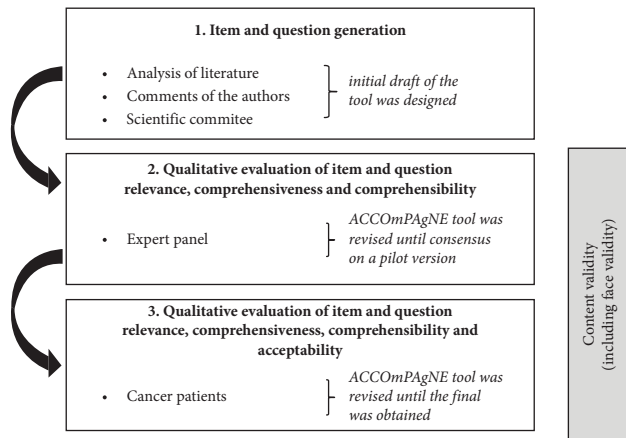 1. Item and question generation
• Analysis of literature
• Comments of the authors
• Scientific commitee
initial draft of the
tool was designed
2. Qualitative evaluation of item and question
relevance, comprehensiveness and comprehensibility
• Expert panel
ACCOmPAgNE tool was
revised until consensus
on a pilot version
3. Qualitative evaluation of item and question
relevance, comprehensiveness, comprehensibility and
acceptability
• Cancer patients
ACCOmPAgNE tool was
revised until the final
was obtained
Content validity
(including face validity)